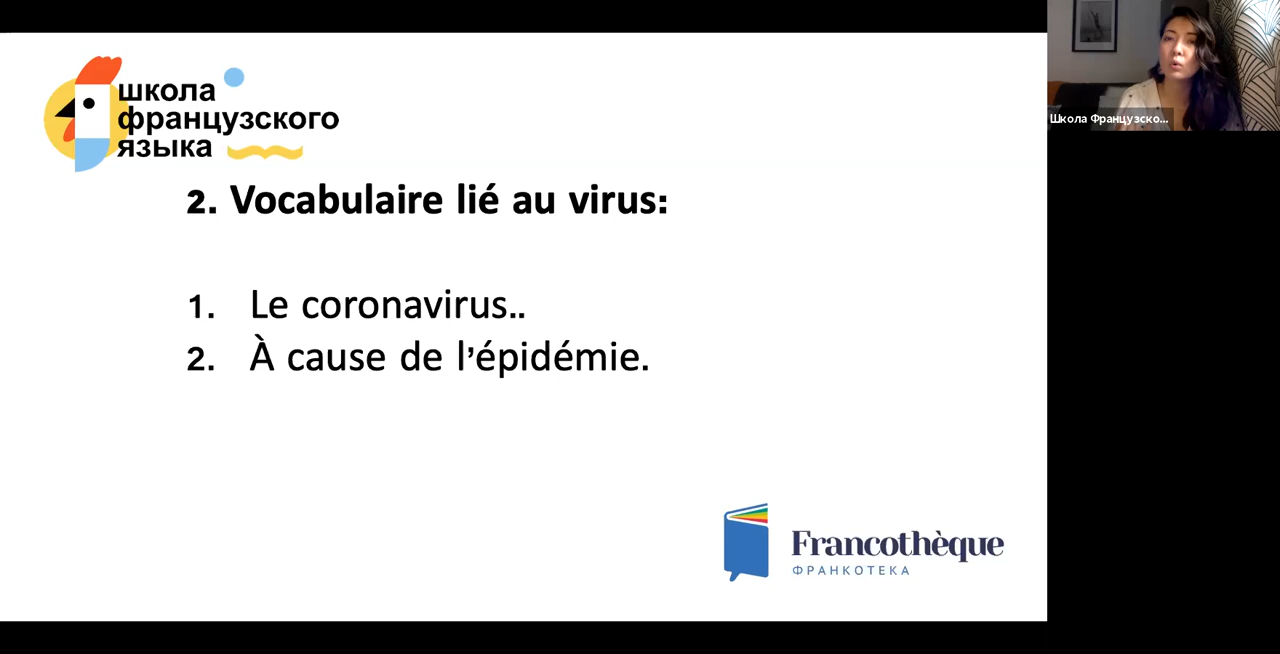 школа
французского
языка
2. Vocabulaire lié au virus:
1. Le coronavirus..
2. À cause de l’épidémie.
Francothèque
ФРАНКОТЕКА
Школа Французско...